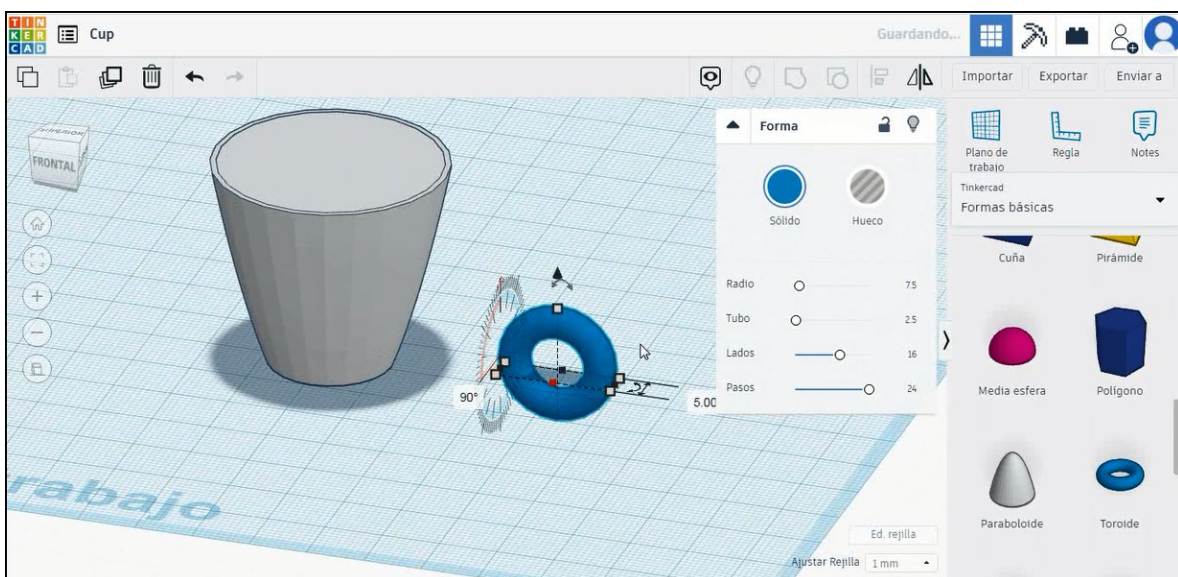 TIN
KER
CAD
Cup
Guardando...
Importar
Exportar
Enviar a
SUPERIOR
FRONTAL
Forma
Sólido
Hueco
Radio
7.5
Tubo
2.5
Lados
16
Pasos
24
90°
5.00
Plano de
trabajo
Regla
Notes
Tinkercad
Formas básicas
Cuña
Pirámide
Media esfera
Polígono
Paraboloide
Toroide
rabajo
Ed. rejilla
Ajustar Rejilla
1 mm